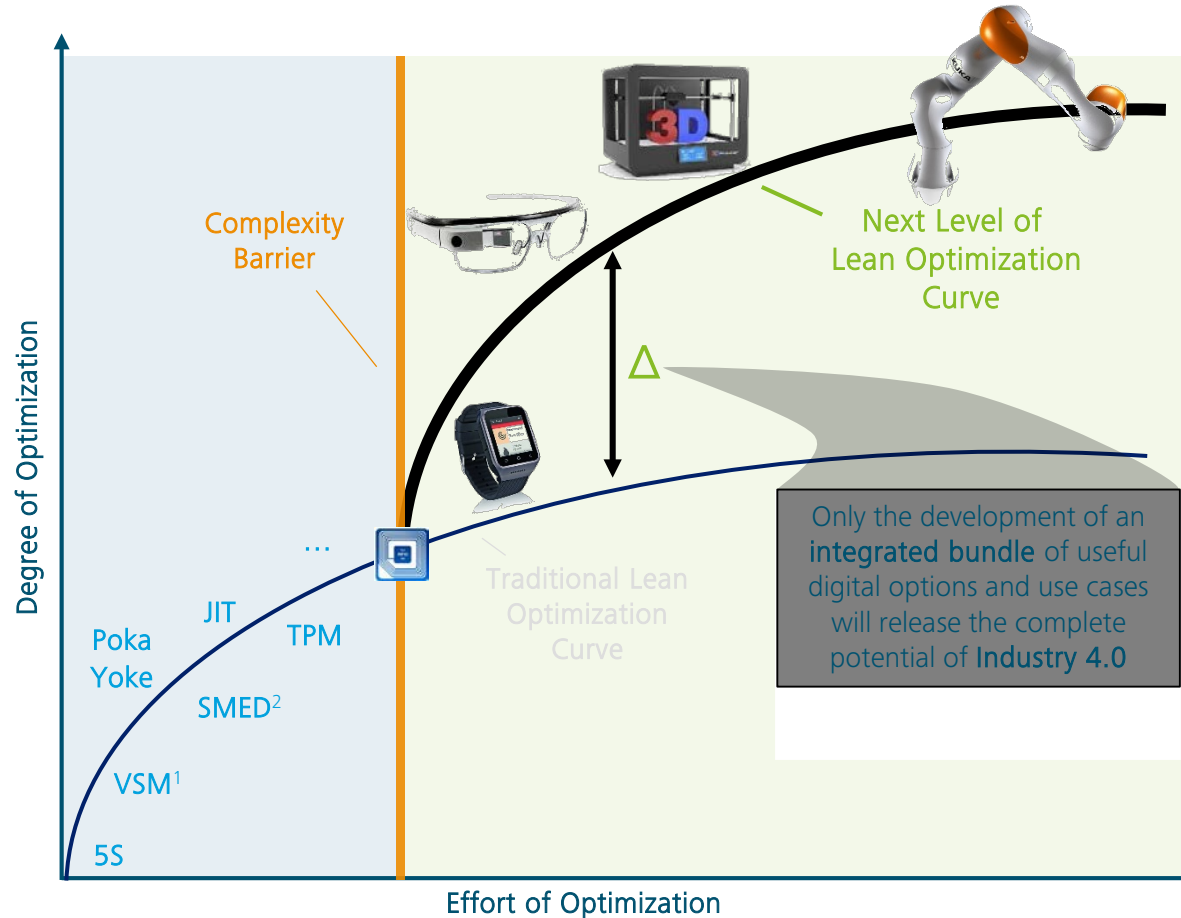 Degree of Optimization
Complexity
Barrier
3D
KUKA
Next Level of
Lean Optimization
Curve
Δ
Only the development of an
integrated bundle of useful
digital options and use cases
will release the complete
potential of Industry 4.0
...
Traditional Lean
Optimization
Curve
JIT
TPM
Poka
Yoke
SMED²
VSM¹
5S
Effort of Optimization